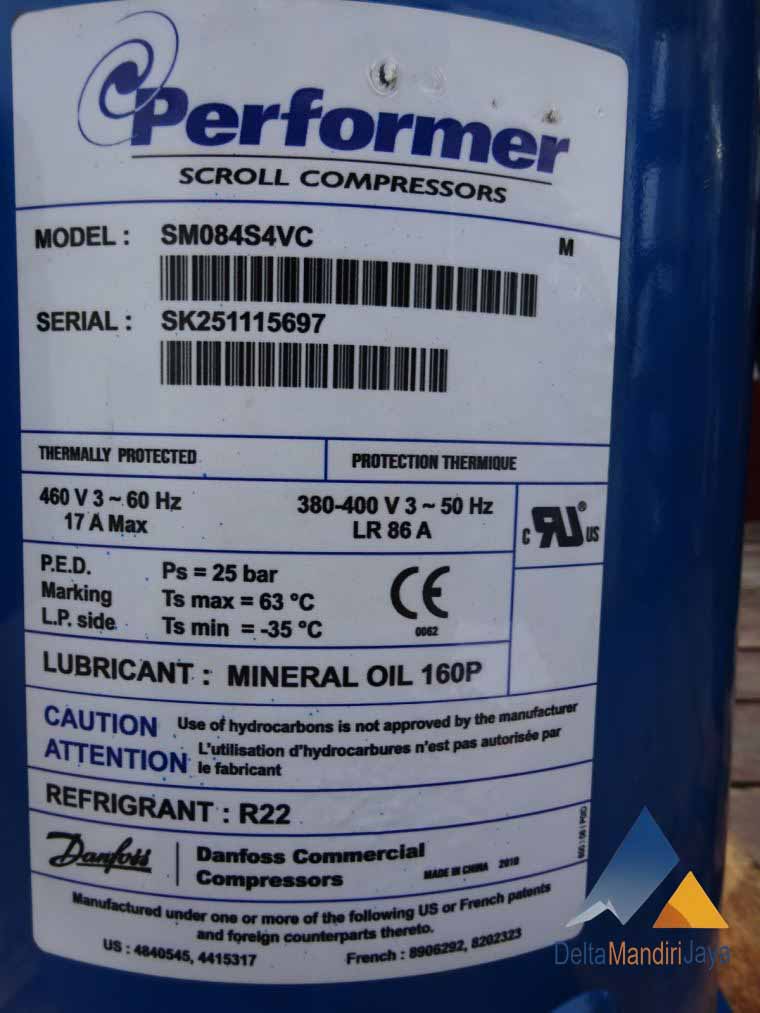 Performer
SCROLL COMPRESSORS
MODEL : SM084S4VC M
SERIAL : SK251115697
THERMALLY PROTECTED
PROTECTION THERMIQUE
460 V 3 ~ 60 Hz
17 A Max
380-400 V 3 ~ 50 Hz
LR 86 A
c RU ® US
P.E.D.
Marking
L.P. side
Ps = 25 bar
Ts max = 63 °C
Ts min = -35 °C
CE
0062
LUBRICANT : MINERAL OIL 160P
CAUTION Use of hydrocarbons is not approved by the manufacturer
ATTENTION L'utilisation d'hydrocarbures n'est pas autorisée par
le fabricant
REFRIGRANT : R22
Danfoss
Danfoss Commercial
Compressors
MADE IN CHINA 2010
Manufactured under one or more of the following US or French patents
and foreign counterparts thereto.
US : 4840545, 4415317
French : 8906292, 8202323
DeltaMandiriJaya